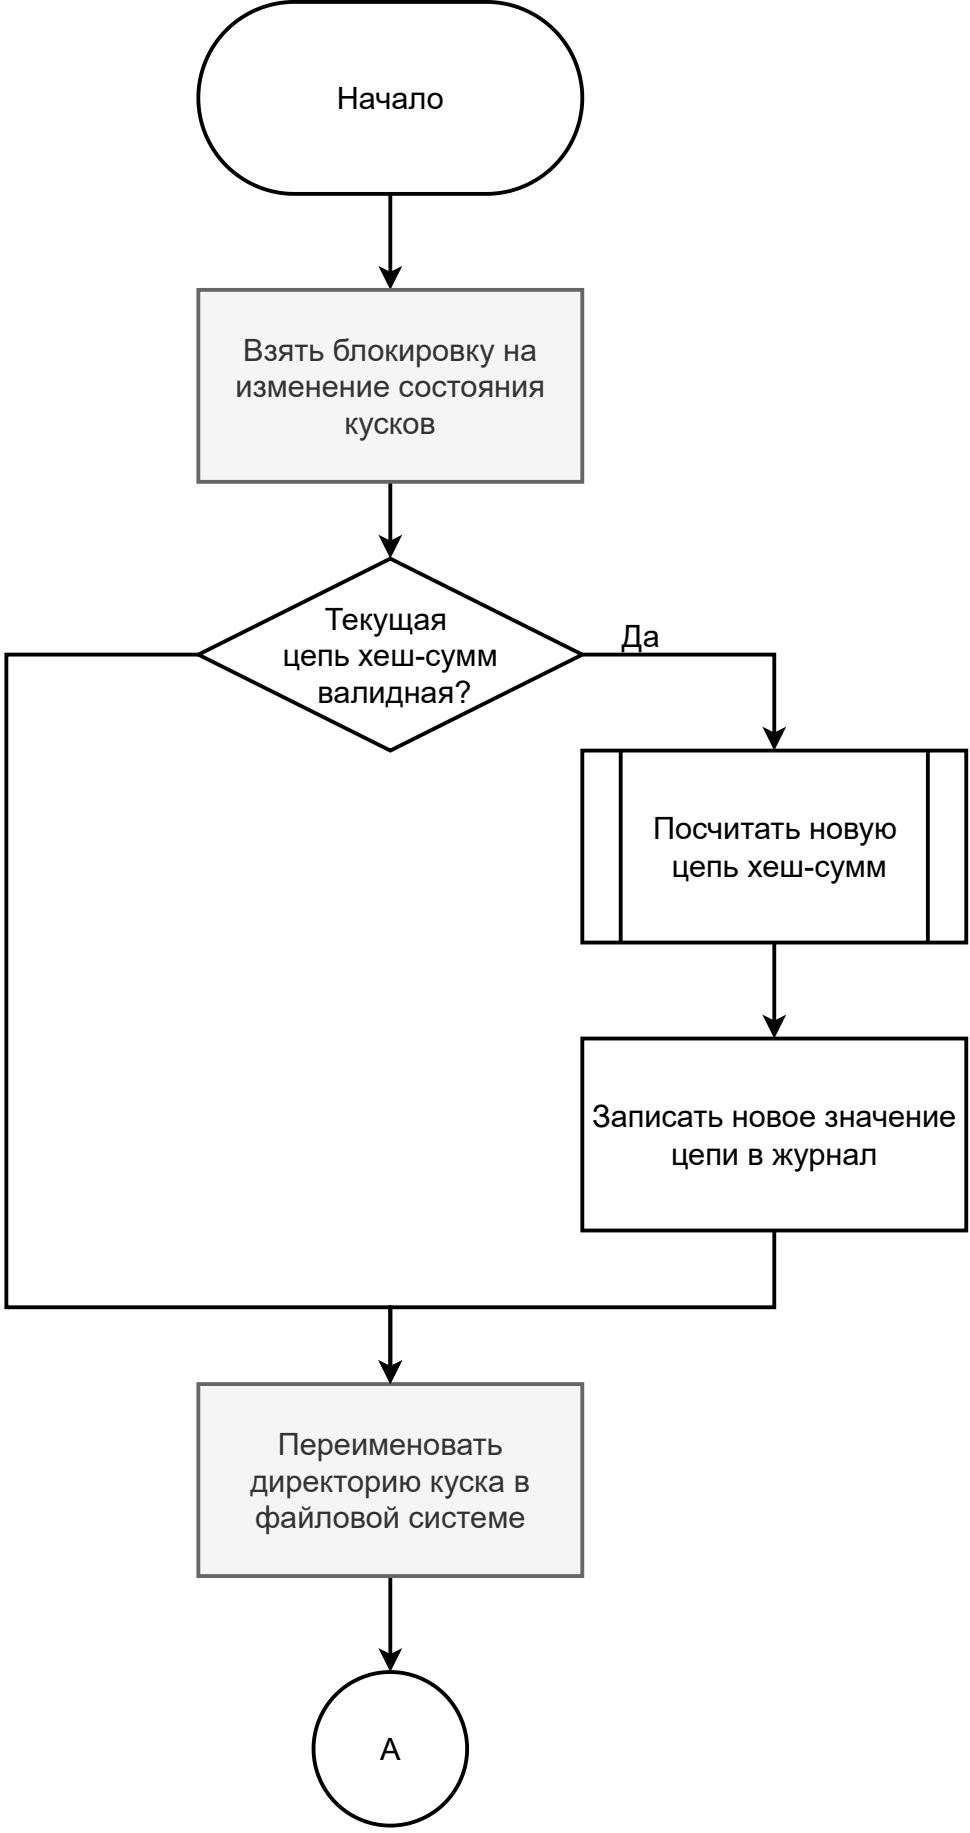 Начало
Взять блокировку на
изменение состояния
кусков
Текущая
цепь хеш-сумм
валидная?
Да
Посчитать новую
цепь хеш-сумм
Записать новое значение
цепи в журнал
Переименовать
директорию куска в
файловой системе
А